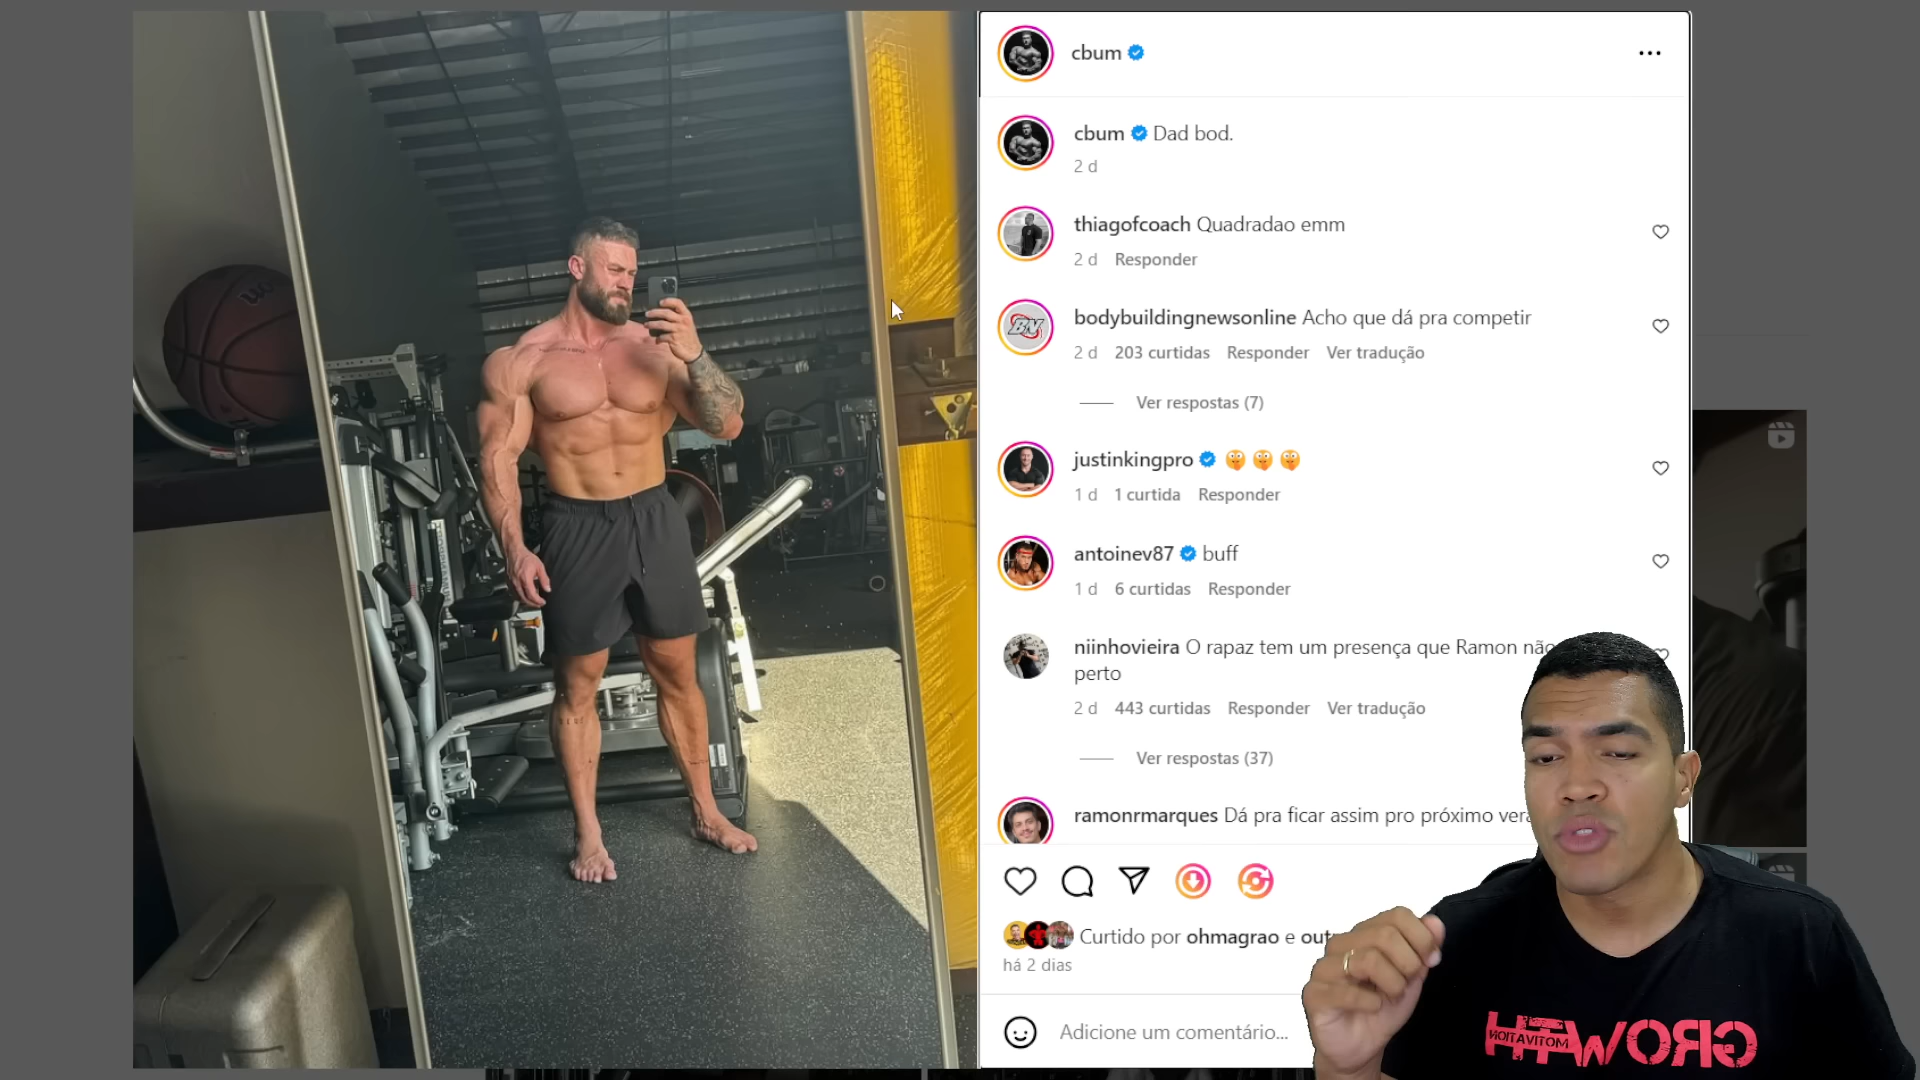 cbum
cbum Dad bod.
2 d
thiagofcoach Quadradao emm
2 d Responder
bodybuildingnewsonline Acho que dá pra competir
2 d 203 curtidas Responder Ver tradução
Ver respostas (7)
justinkingpro 🫢🫢🫢
1 d 1 curtida Responder
antoinev87 buff
1 d 6 curtidas Responder
niinhovieira O rapaz tem um presença que Ramon não
perto
2 d 443 curtidas Responder Ver tradução
Ver respostas (37)
ramonrmarques Dá pra ficar assim pro próximo vera
Curtido por ohmagrao e out
há 2 dias
Adicione um comentário...
GROWTH
MOTIVATION
BN